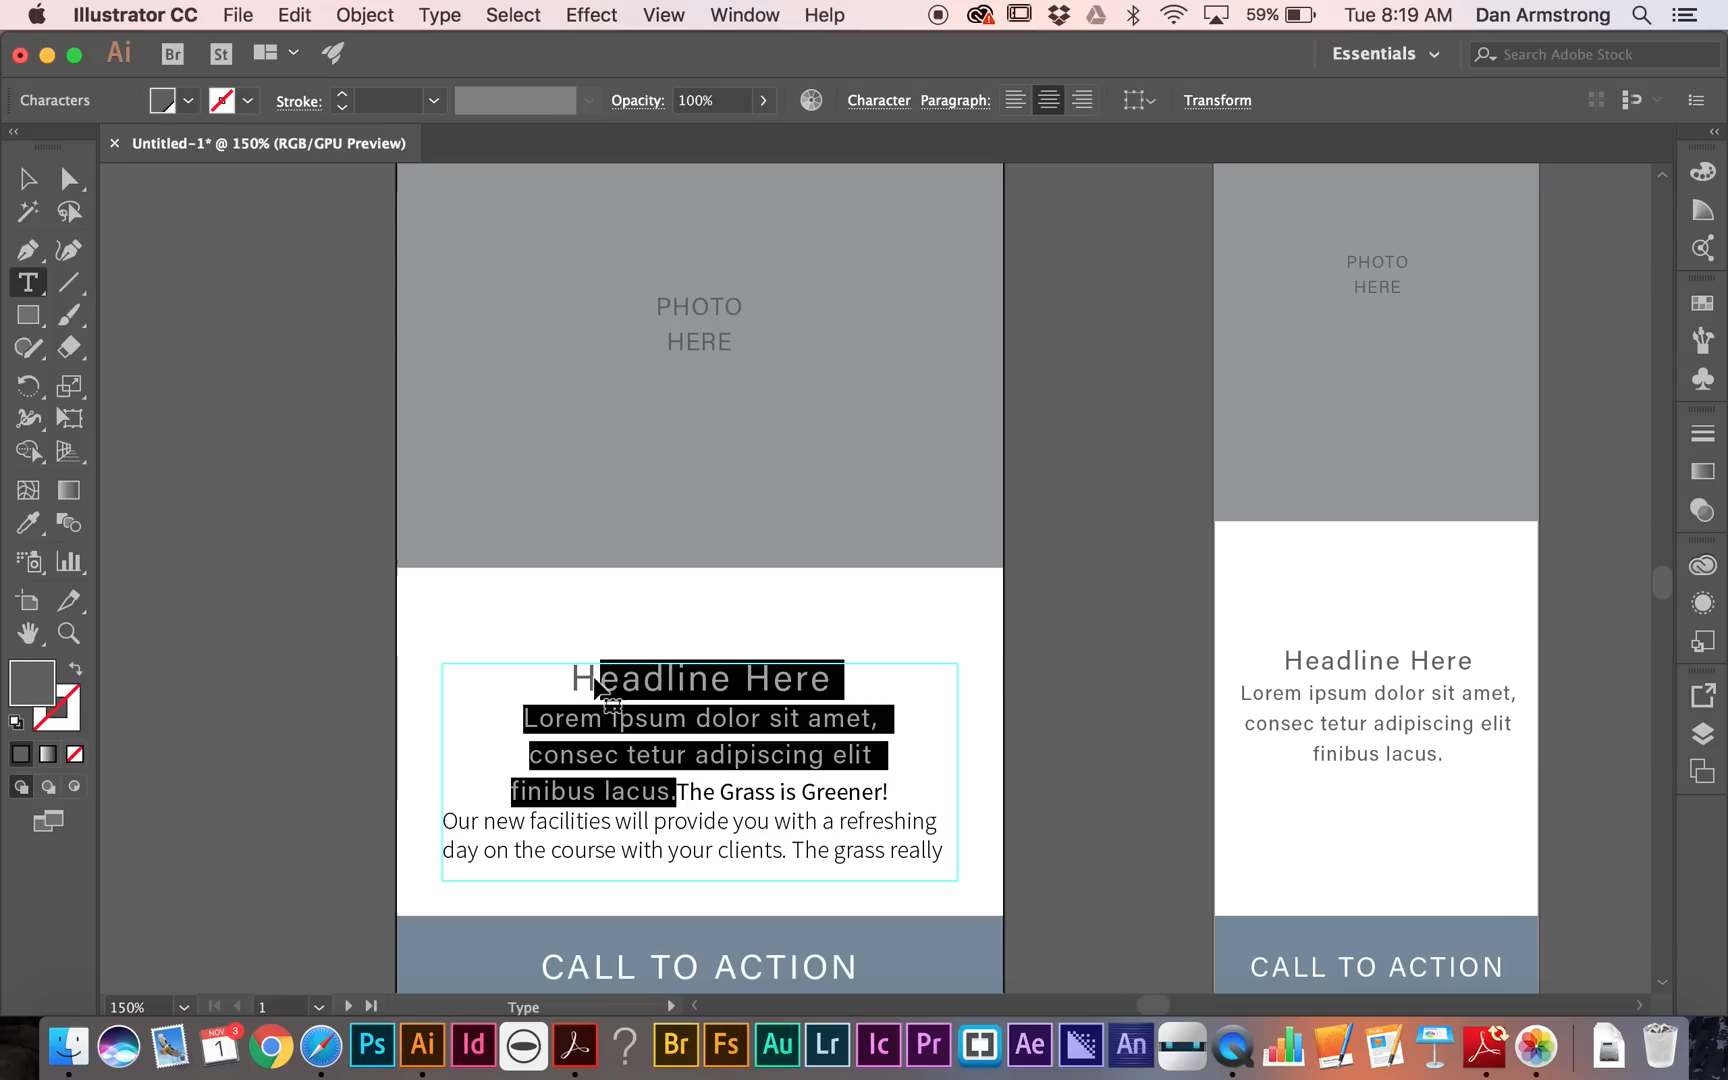 Illustrator CC File Edit Object Type Select Effect View Window Help 59% Tue 8:19 AM Dan Armstrong
Ai Br St Essentials Search Adobe Stock
Characters Stroke: Opacity: 100% Character Paragraph: Transform
Untitled-1* @ 150% (RGB/GPU Preview)
PHOTO
HERE
Headline Here
Lorem ipsum dolor sit amet,
consec tetur adipiscing elit
finibus lacus.The Grass is Greener!
Our new facilities will provide you with a refreshing
day on the course with your clients. The grass really
CALL TO ACTION
PHOTO
HERE
Headline Here
Lorem ipsum dolor sit amet,
consec tetur adipiscing elit
finibus lacus.
CALL TO ACTION
150% 1 Type
NOV 3 1 Ps Ai Id ? Br Fs Au Lr Ic Pr Ae An